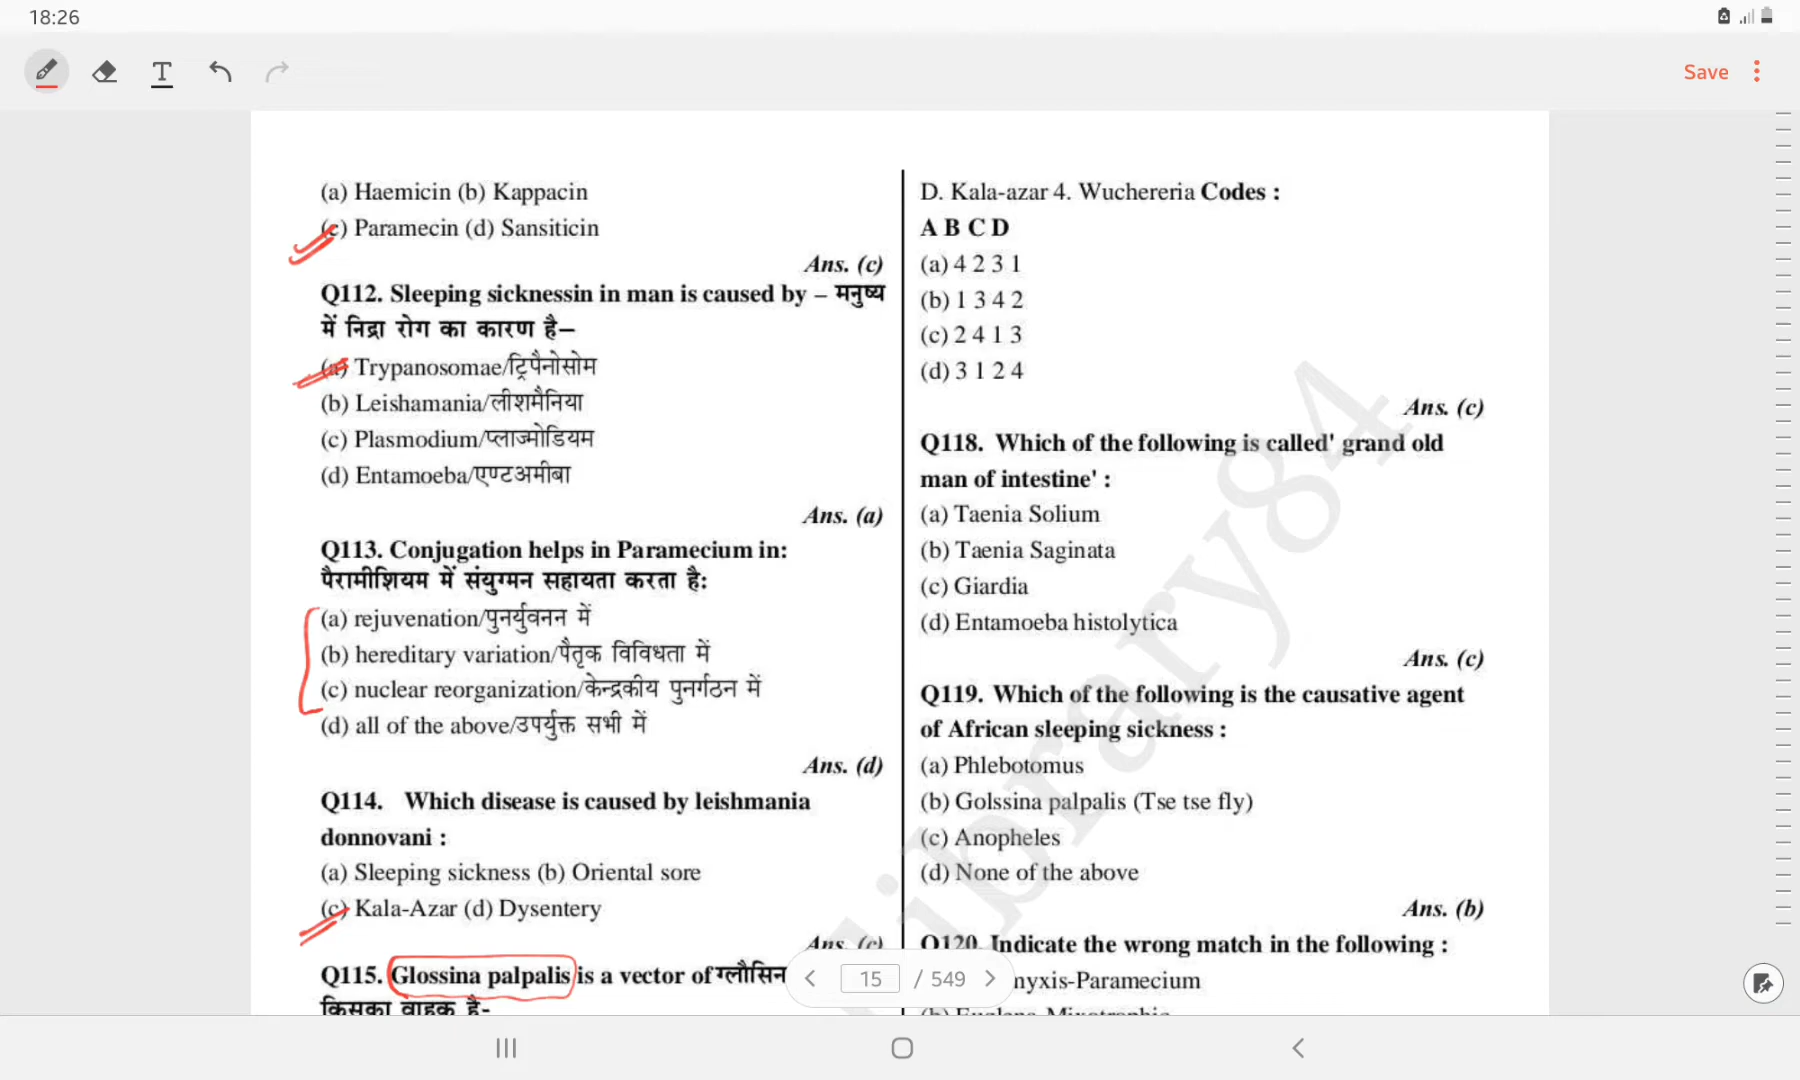 18:26
T
Save
(a) Haemicin (b) Kappacin
(c) Paramecin (d) Sansiticin
Ans. (c)
Q112. Sleeping sicknessin in man is caused by – मनुष्य
में निद्रा रोग का कारण है–
(a) Trypanosomae/ट्रिपैनोसोम
(b) Leishamania/लीशमैनिया
(c) Plasmodium/प्लाज्मोडियम
(d) Entamoeba/एण्टअमीबा
Ans. (a)
Q113. Conjugation helps in Paramecium in:
पैरामीशियम में संयुग्मन सहायता करता है:
(a) rejuvenation/पुनर्युवनन में
(b) hereditary variation/पैतृक विविधता में
(c) nuclear reorganization/केन्द्रकीय पुनर्गठन में
(d) all of the above/उपर्युक्त सभी में
Ans. (d)
Q114. Which disease is caused by leishmania
donnovani :
(a) Sleeping sickness (b) Oriental sore
(c) Kala-Azar (d) Dysentery
Ans. (c)
Q115. Glossina palpalis is a vector of ग्लौसिन
किसका वाहक है-
D. Kala-azar 4. Wuchereria Codes :
A B C D
(a) 4 2 3 1
(b) 1 3 4 2
(c) 2 4 1 3
(d) 3 1 2 4
Ans. (c)
Q118. Which of the following is called' grand old
man of intestine' :
(a) Taenia Solium
(b) Taenia Saginata
(c) Giardia
(d) Entamoeba histolytica
Ans. (c)
Q119. Which of the following is the causative agent
of African sleeping sickness :
(a) Phlebotomus
(b) Golssina palpalis (Tse tse fly)
(c) Anopheles
(d) None of the above
Ans. (b)
Q120. Indicate the wrong match in the following :
myxis-Paramecium
(b) Euglena-Mixotrophic
library84
15 / 549